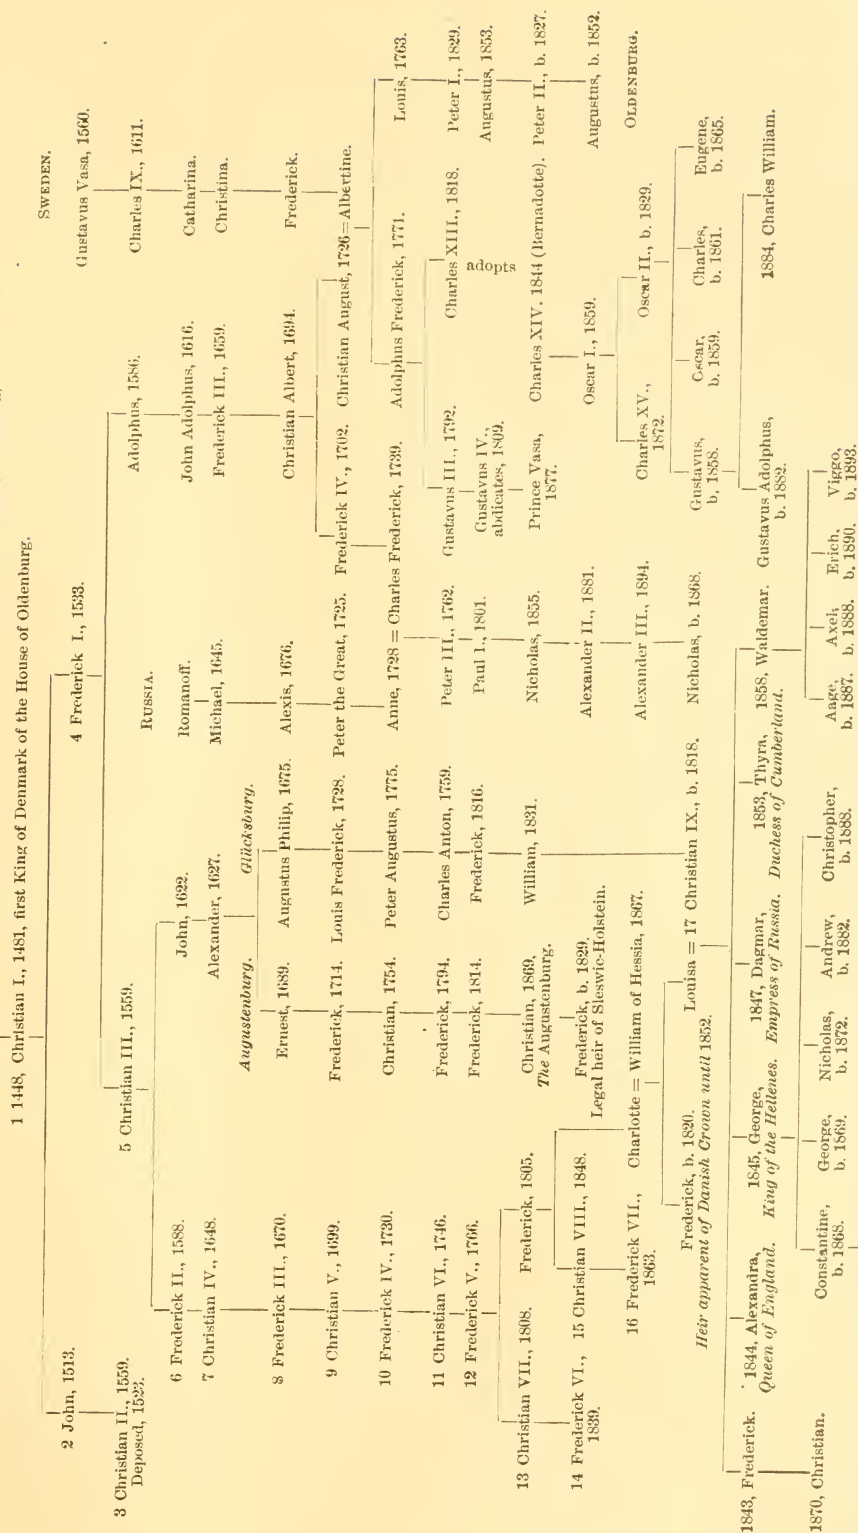 1 1448, Christian I., 1481, first King of Denmark of the House of Oldenburg.
2 John, 1513.
4 Frederick I., 1533.
SWEDEN.
3 Christian II., 1559.
Deposed, 1523.
5 Christian III., 1559.
RUSSIA.
Adolphus, 1586.
Gustavus Vasa, 1560.
6 Frederick II., 1588.
John, 1622.
Romanoff.
John Adolphus, 1616.
Charles IX., 1611.
7 Christian IV., 1648.
Alexander, 1627.
Michael, 1645.
Frederick III., 1659.
Catharina.
Christina.
Augustenburg.
Glücksburg.
8 Frederick III., 1670.
Ernest, 1689.
Augustus Philip, 1675.
Alexis, 1676.
Christian Albert, 1694.
Frederick.
9 Christian V., 1699.
Frederick, 1714.
Louis Frederick, 1728.
Peter the Great, 1725.
Frederick IV., 1702.
Christian August, 1726 = Albertine.
10 Frederick IV., 1730.
Christian, 1754.
Peter Augustus, 1775.
Anne, 1728 = Charles Frederick, 1739.
Adolphus Frederick, 1771.
Louis, 1763.
11 Christian VI., 1746.
Frederick, 1794.
Charles Anton, 1759.
Peter III., 1762.
Gustavus III., 1792.
Charles XIII., 1818.
Peter I., 1829.
12 Frederick V., 1766.
Frederick, 1814.
Frederick, 1816.
Paul I., 1801.
Gustavus IV.,
abdicates, 1809.
adopts
Augustus, 1853.
13 Christian VII., 1808.
Frederick, 1805.
Christian, 1869.
The Augustenburg.
William, 1831.
Nicholas, 1855.
Prince Vasa,
1877.
Charles XIV. 1844 (Bernadotte).
Peter II., b. 1827.
14 Frederick VI.,
1839.
15 Christian VIII., 1848.
Frederick, b. 1829.
Legal heir of Sleswic-Holstein.
Alexander II., 1881.
Oscar I., 1859.
Augustus, b. 1852.
16 Frederick VII.,
1863.
Charlotte = William of Hessia, 1867.
Alexander III., 1894.
Charles XV.,
1872.
Oscar II., b. 1829.
OLDENBURG.
Frederick, b. 1820.
Heir apparent of Danish Crown until 1852.
Louisa = 17 Christian IX., b. 1818.
Nicholas, b. 1868.
Gustavus,
b. 1858.
Oscar,
b. 1859.
Charles,
b. 1861.
Eugene,
b. 1865.
1843, Frederick.
1844, Alexandra,
Queen of England.
1845, George,
King of the Hellenes.
1847, Dagmar,
Empress of Russia.
1853, Thyra,
Duchess of Cumberland.
1858, Waldemar.
Gustavus Adolphus,
b. 1882.
1884, Charles William.
1870, Christian.
Constantine,
b. 1868.
George,
b. 1869.
Nicholas,
b. 1872.
Andrew,
b. 1882.
Christopher,
b. 1888.
Aage,
b. 1887.
Axel,
b. 1888.
Erich,
b. 1890.
Viggo,
b. 1893.